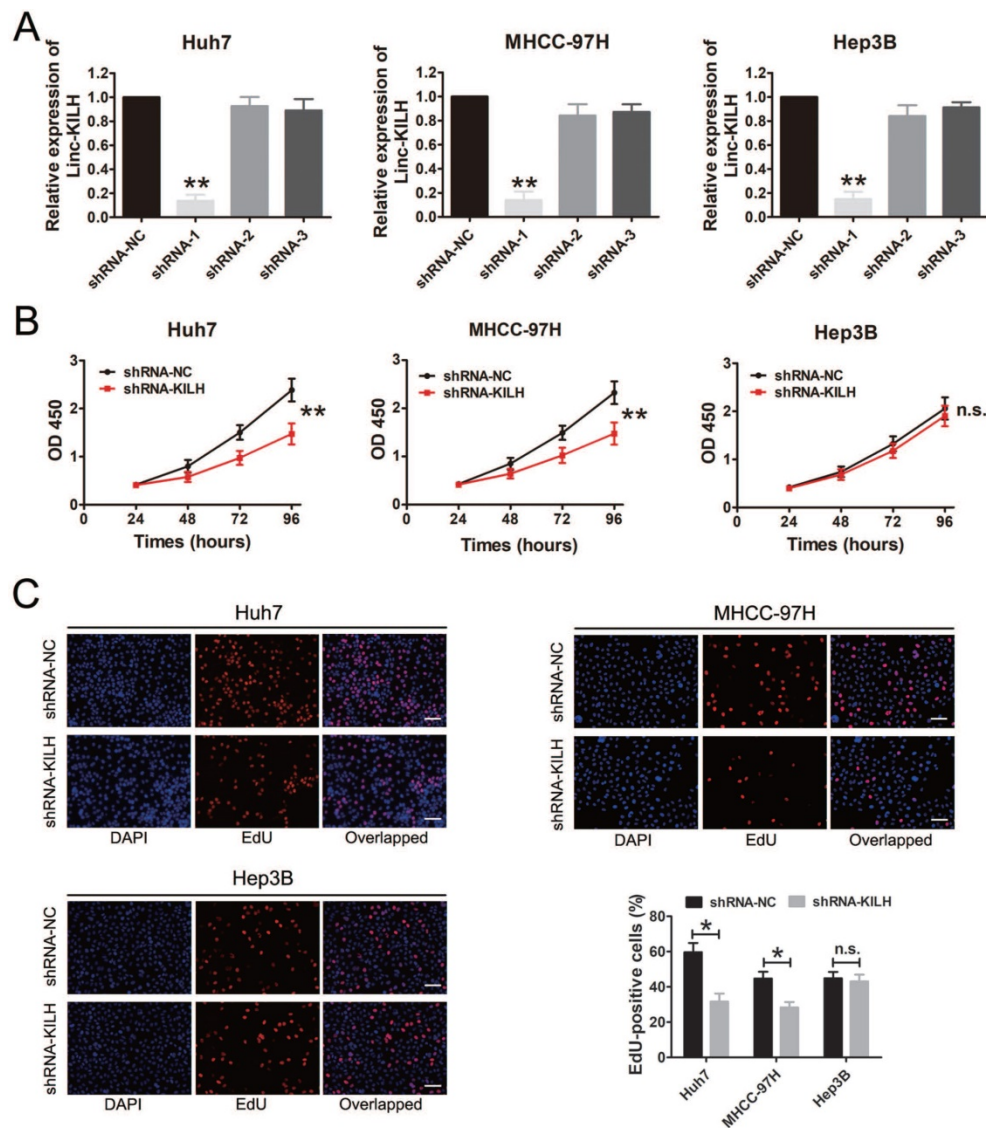 A
Huh7
MHCC-97H
Hep3B
Relative expression of
Linc-KILH
1.2
1.0
0.8
0.6
0.4
0.2
0.0
**
shRNA-NC
shRNA-1
shRNA-2
shRNA-3
Relative expression of
Linc-KILH
1.2
1.0
0.8
0.6
0.4
0.2
0.0
**
shRNA-NC
shRNA-1
shRNA-2
shRNA-3
Relative expression of
Linc-KILH
1.2
1.0
0.8
0.6
0.4
0.2
0.0
**
shRNA-NC
shRNA-1
shRNA-2
shRNA-3
B
Huh7
OD 450
3
2
1
0
shRNA-NC
shRNA-KILH
**
0 24 48 72 96
Times (hours)
MHCC-97H
OD 450
3
2
1
0
shRNA-NC
shRNA-KILH
**
0 24 48 72 96
Times (hours)
Hep3B
OD 450
3
2
1
0
shRNA-NC
shRNA-KILH
n.s.
0 24 48 72 96
Times (hours)
C
Huh7
shRNA-NC
shRNA-KILH
DAPI EdU Overlapped
MHCC-97H
shRNA-NC
shRNA-KILH
DAPI EdU Overlapped
Hep3B
shRNA-NC
shRNA-KILH
DAPI EdU Overlapped
shRNA-NC shRNA-KILH
EdU-positive cells (%)
80
60
40
20
0
*
*
n.s.
Huh7
MHCC-97H
Hep3B